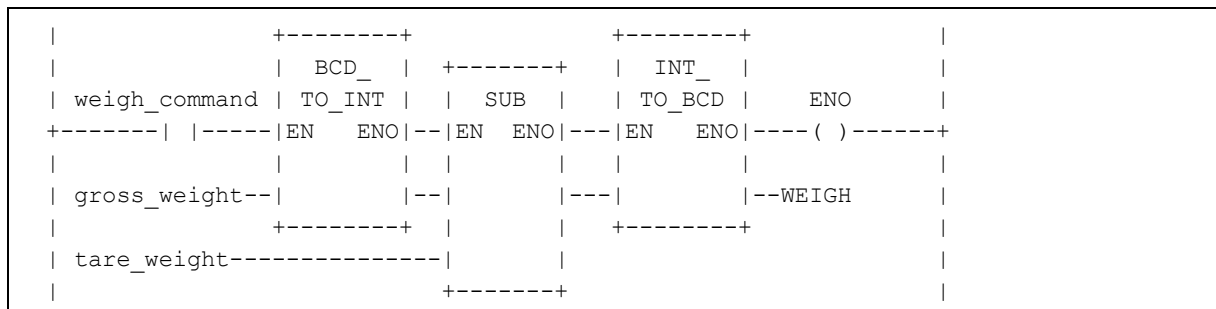 |                +--------+              +--------+             |
|                |  BCD_  |  +-------+   |  INT_  |             |
| weigh_command  | TO_INT |  |  SUB  |   | TO_BCD |    ENO      |
+-------| |-----|EN   ENO|--|EN  ENO|---|EN   ENO|----( )------+
|                |        |  |       |   |        |             |
| gross_weight--|        |--|       |---|        |--WEIGH      |
|                +--------+  |       |   +--------+             |
| tare_weight---------------|       |                          |
|                           +-------+                          |